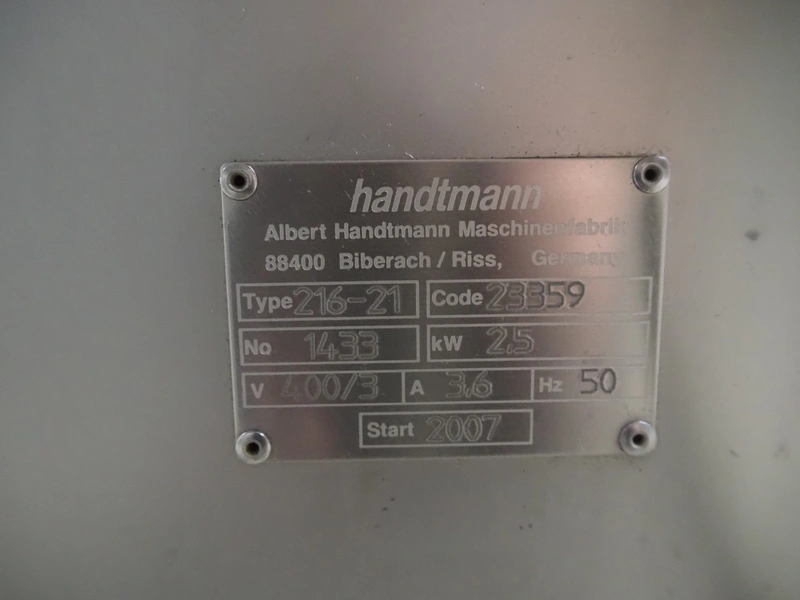 handtmann
Albert Handtmann Maschinenfabrik
88400 Biberach / Riss, Germany
Type 216-21 Code 23359
No 1433 kW 2,5
V 400/3 A 3,6 Hz 50
Start 2007